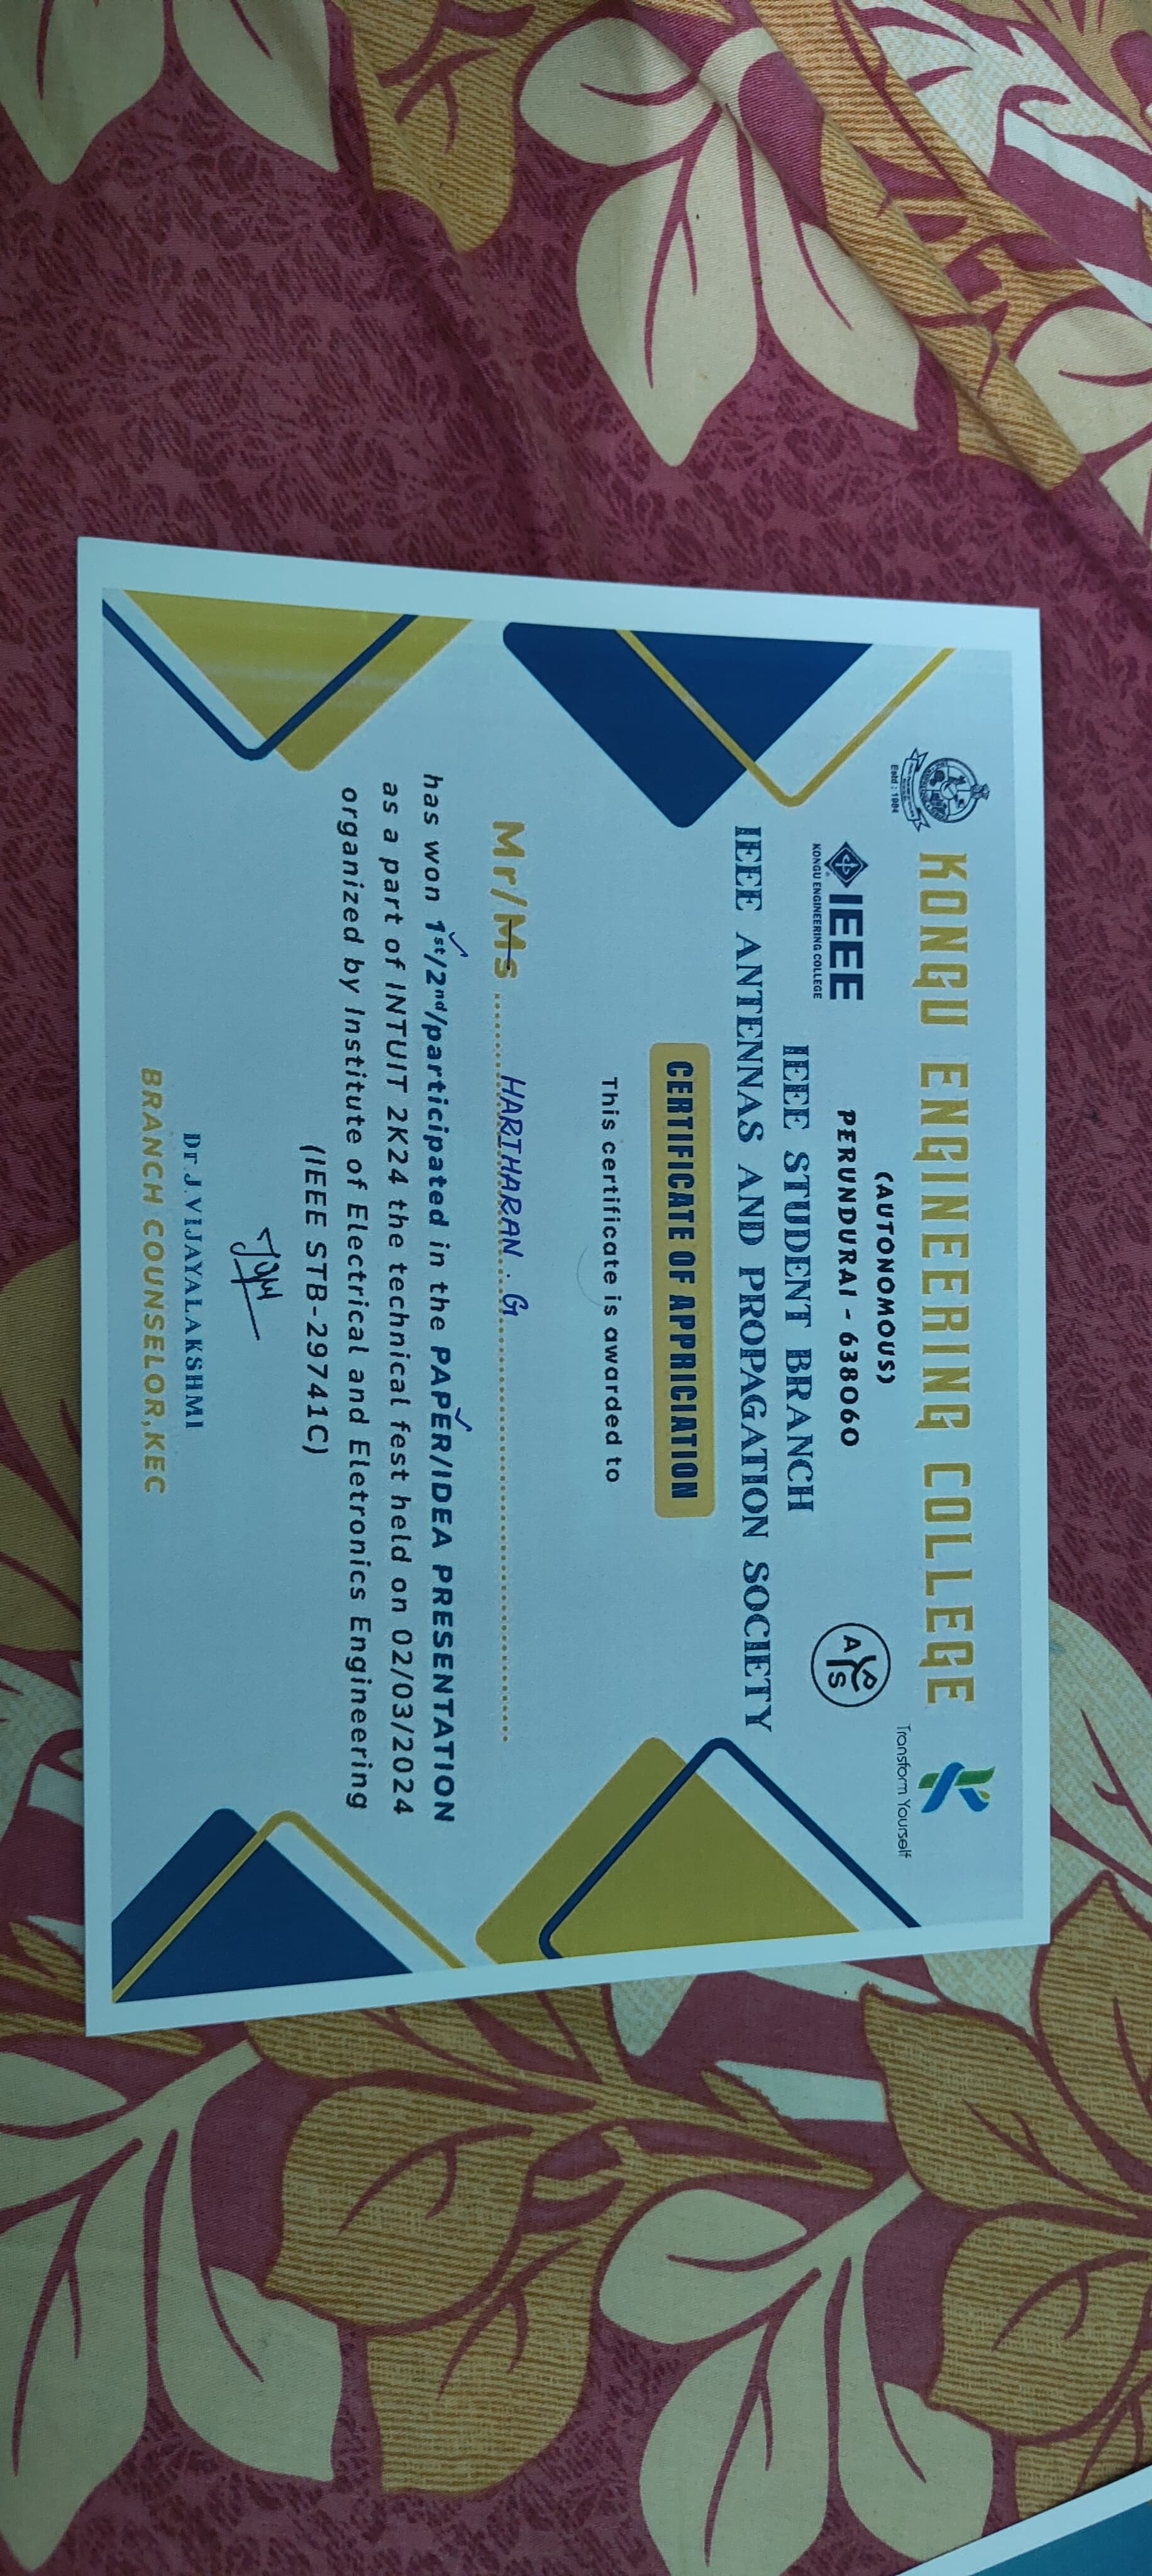 KONGU ENGINEERING COLLEGE
Estd : 1984
Transform Yourself
(AUTONOMOUS)
PERUNDURAI - 638060
IEEE
KONGU ENGINEERING COLLEGE
APS
IEEE STUDENT BRANCH
IEEE ANTENNAS AND PROPAGATION SOCIETY
CERTIFICATE OF APPRICIATION
This certificate is awarded to
Mr/Ms HARIHARAN . G
has won 1st/2nd/participated in the PAPER/IDEA PRESENTATION
as a part of INTUIT 2K24 the technical fest held on 02/03/2024
organized by Institute of Electrical and Eletronics Engineering
(IEEE STB-29741C)
Dr.J.VIJAYALAKSHMI
BRANCH COUNSELOR,KEC